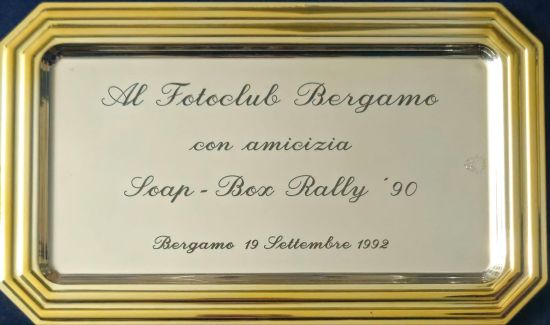 Al Fotoclub Bergamo
con amicizia
Soap-Box Rally '90
Bergamo 19 Settembre 1992